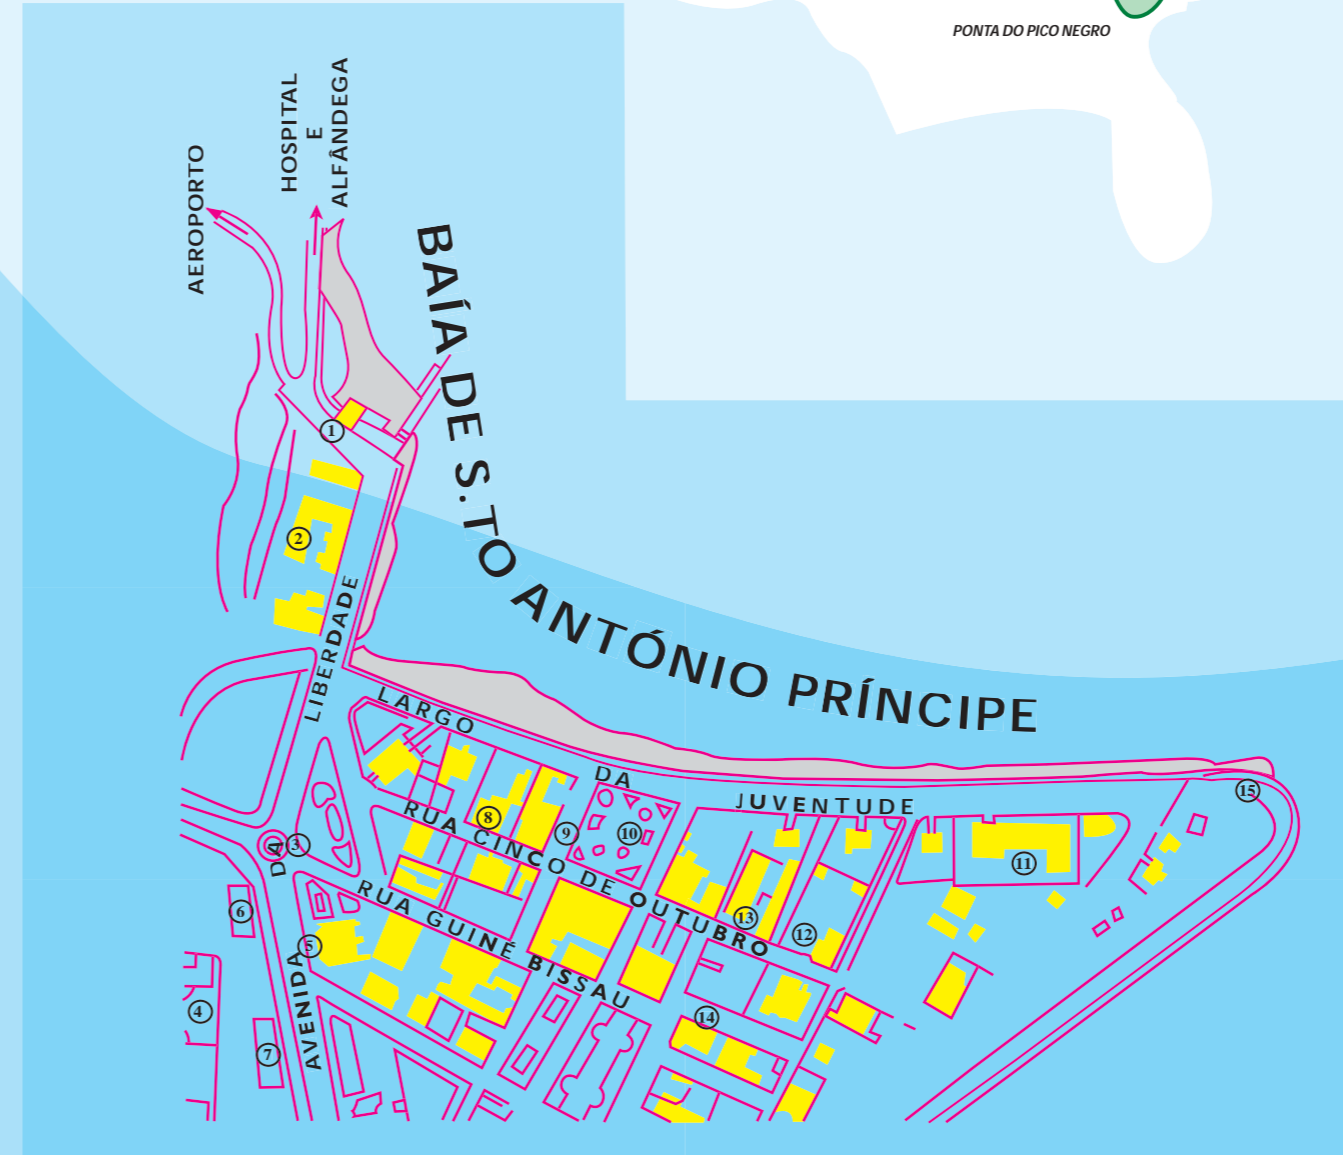 PONTA DO PICO NEGRO
HOSPITAL
E
ALFÂNDEGA
AEROPORTO
BAÍA DE S.TO ANTÓNIO PRÍNCIPE
1
2
AVENIDA DA LIBERDADE
LARGO DA JUVENTUDE
15
RUA CINCO DE OUTUBRO
8
9
10
3
11
RUA GUINÉ BISSAU
6
13
12
5
4
14
7